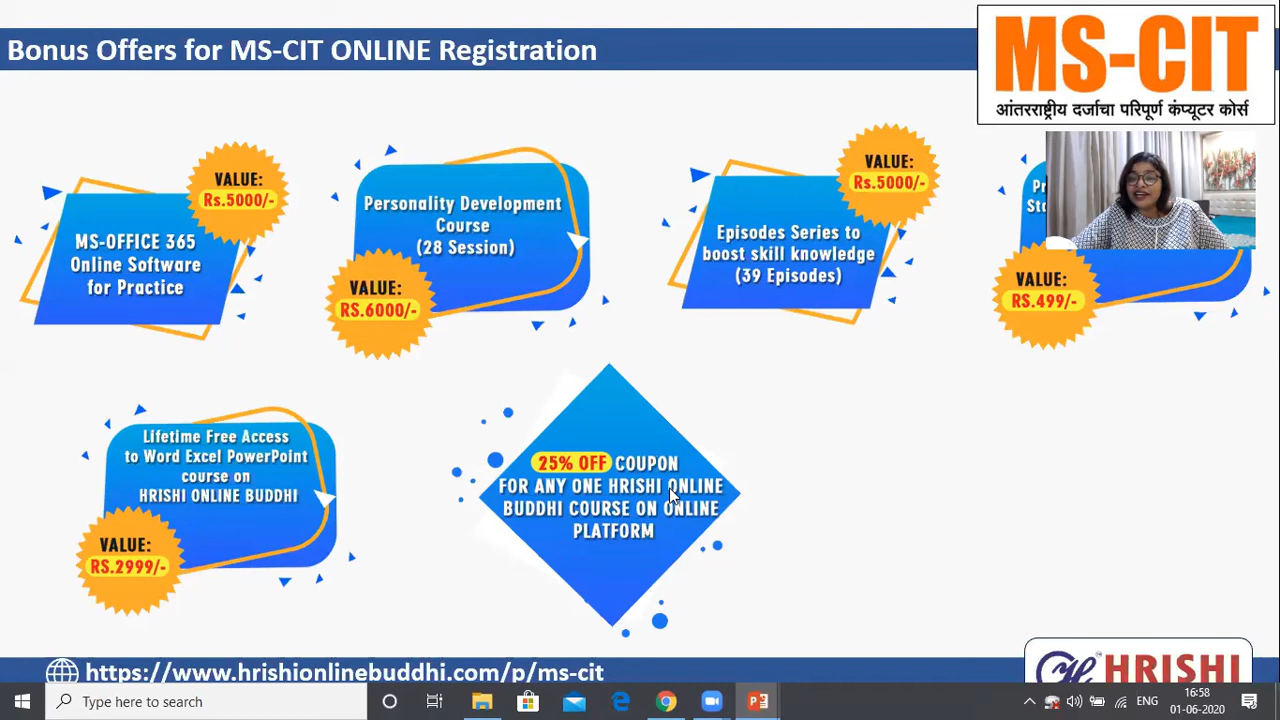 Bonus Offers for MS-CIT ONLINE Registration
MS-CIT
आंतरराष्ट्रीय दर्जाचा परिपूर्ण कंप्यूटर कोर्स
VALUE:
Rs.5000/-
MS-OFFICE 365
Online Software
for Practice
Personality Development
Course
(28 Session)
VALUE:
RS.6000/-
VALUE:
Rs.5000/-
Episodes Series to
boost skill knowledge
(39 Episodes)
VALUE:
RS.499/-
Lifetime Free Access
to Word Excel PowerPoint
course on
HRISHI ONLINE BUDDHI
VALUE:
RS.2999/-
25% OFF COUPON
FOR ANY ONE HRISHI ONLINE
BUDDHI COURSE ON ONLINE
PLATFORM
https://www.hrishionlinebuddhi.com/p/ms-cit
HRISHI
Type here to search
ENG
16:58
01-06-2020